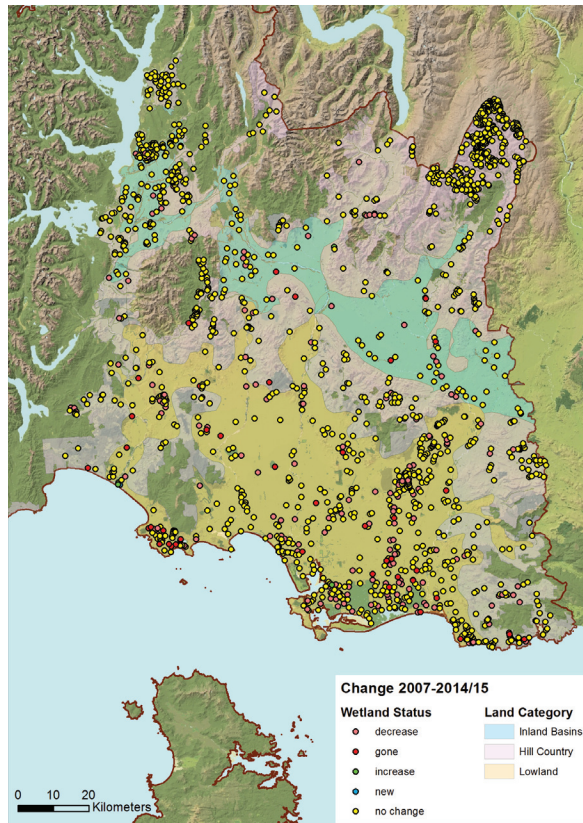 Change 2007-2014/15
Wetland Status
decrease
gone
increase
new
no change
Land Category
Inland Basins
Hill Country
Lowland
0 10 20
Kilometers